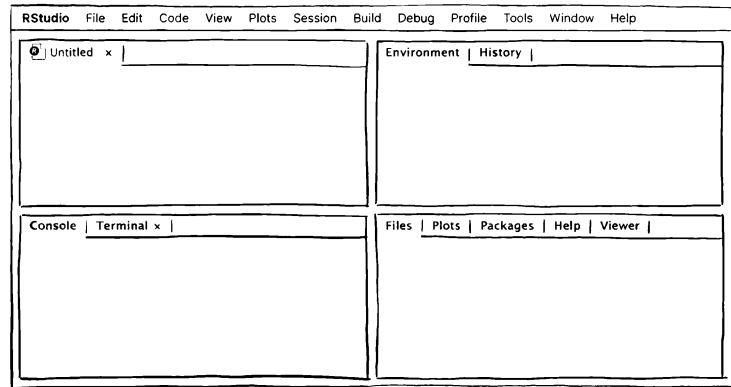 RStudio File Edit Code View Plots Session Build Debug Profile Tools Window Help
R Untitled ×
Environment | History |
Console | Terminal × |
Files | Plots | Packages | Help | Viewer |